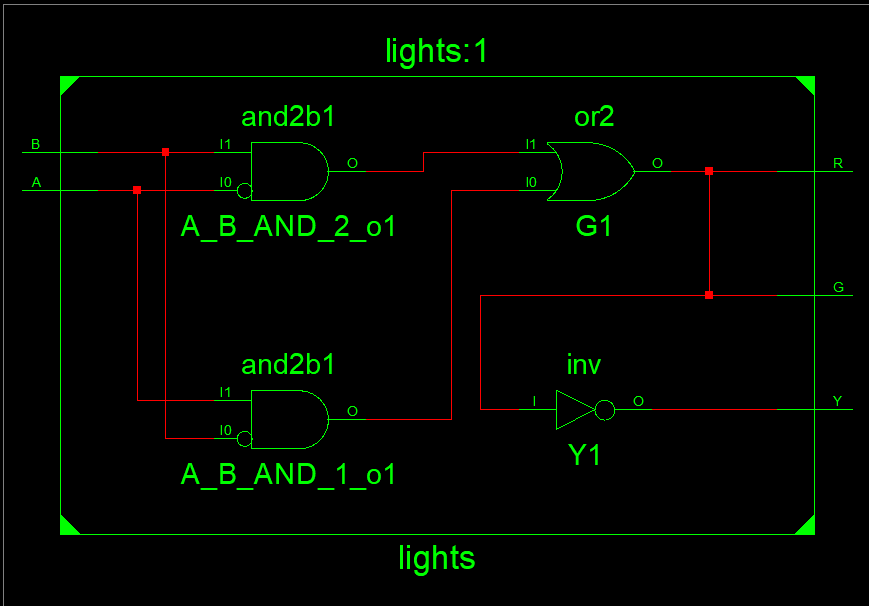 lights:1
and2b1
or2
B
I1
O
I1
O
R
A
I0
I0
A_B_AND_2_o1
G1
G
and2b1
inv
I1
O
I
O
Y
I0
A_B_AND_1_o1
Y1
lights